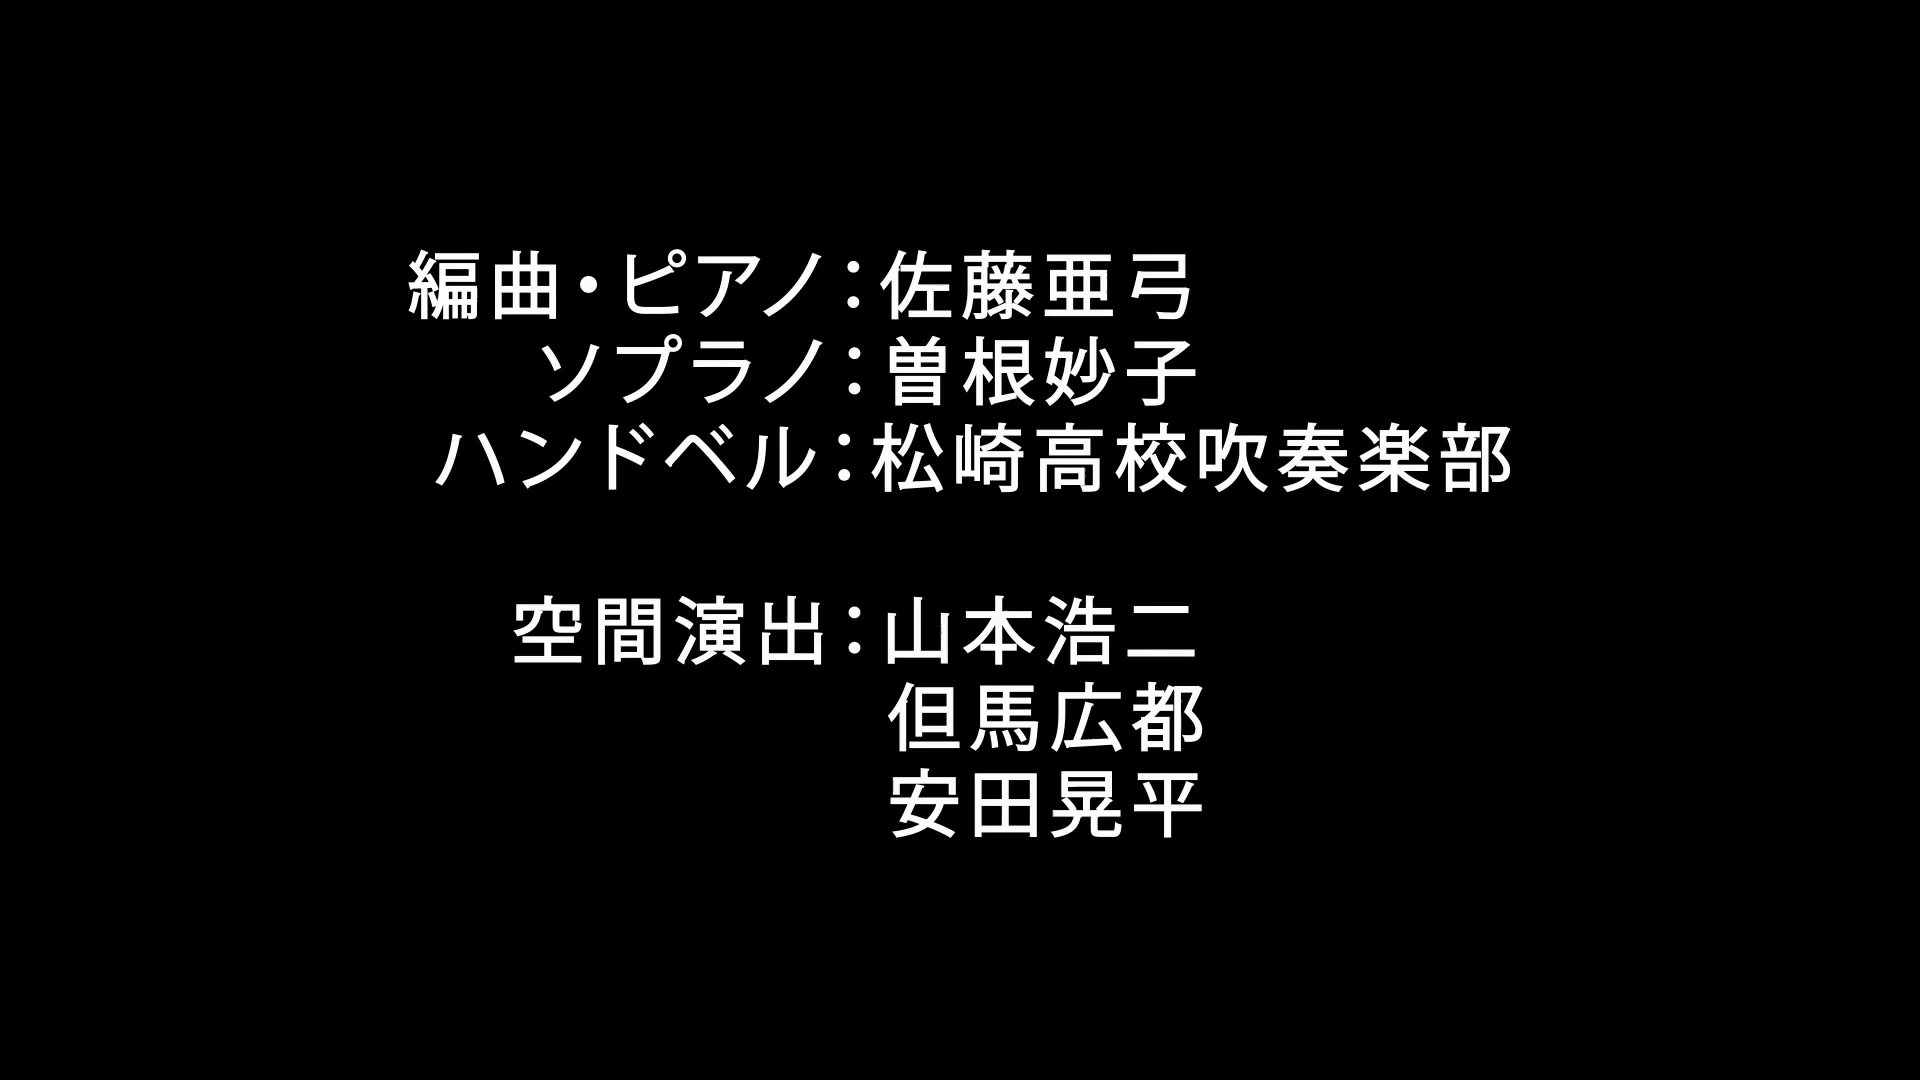 編曲・ピアノ：佐藤亜弓
ソプラノ：曽根妙子
ハンドベル：松崎高校吹奏楽部
空間演出：山本浩二
但馬広都
安田晃平